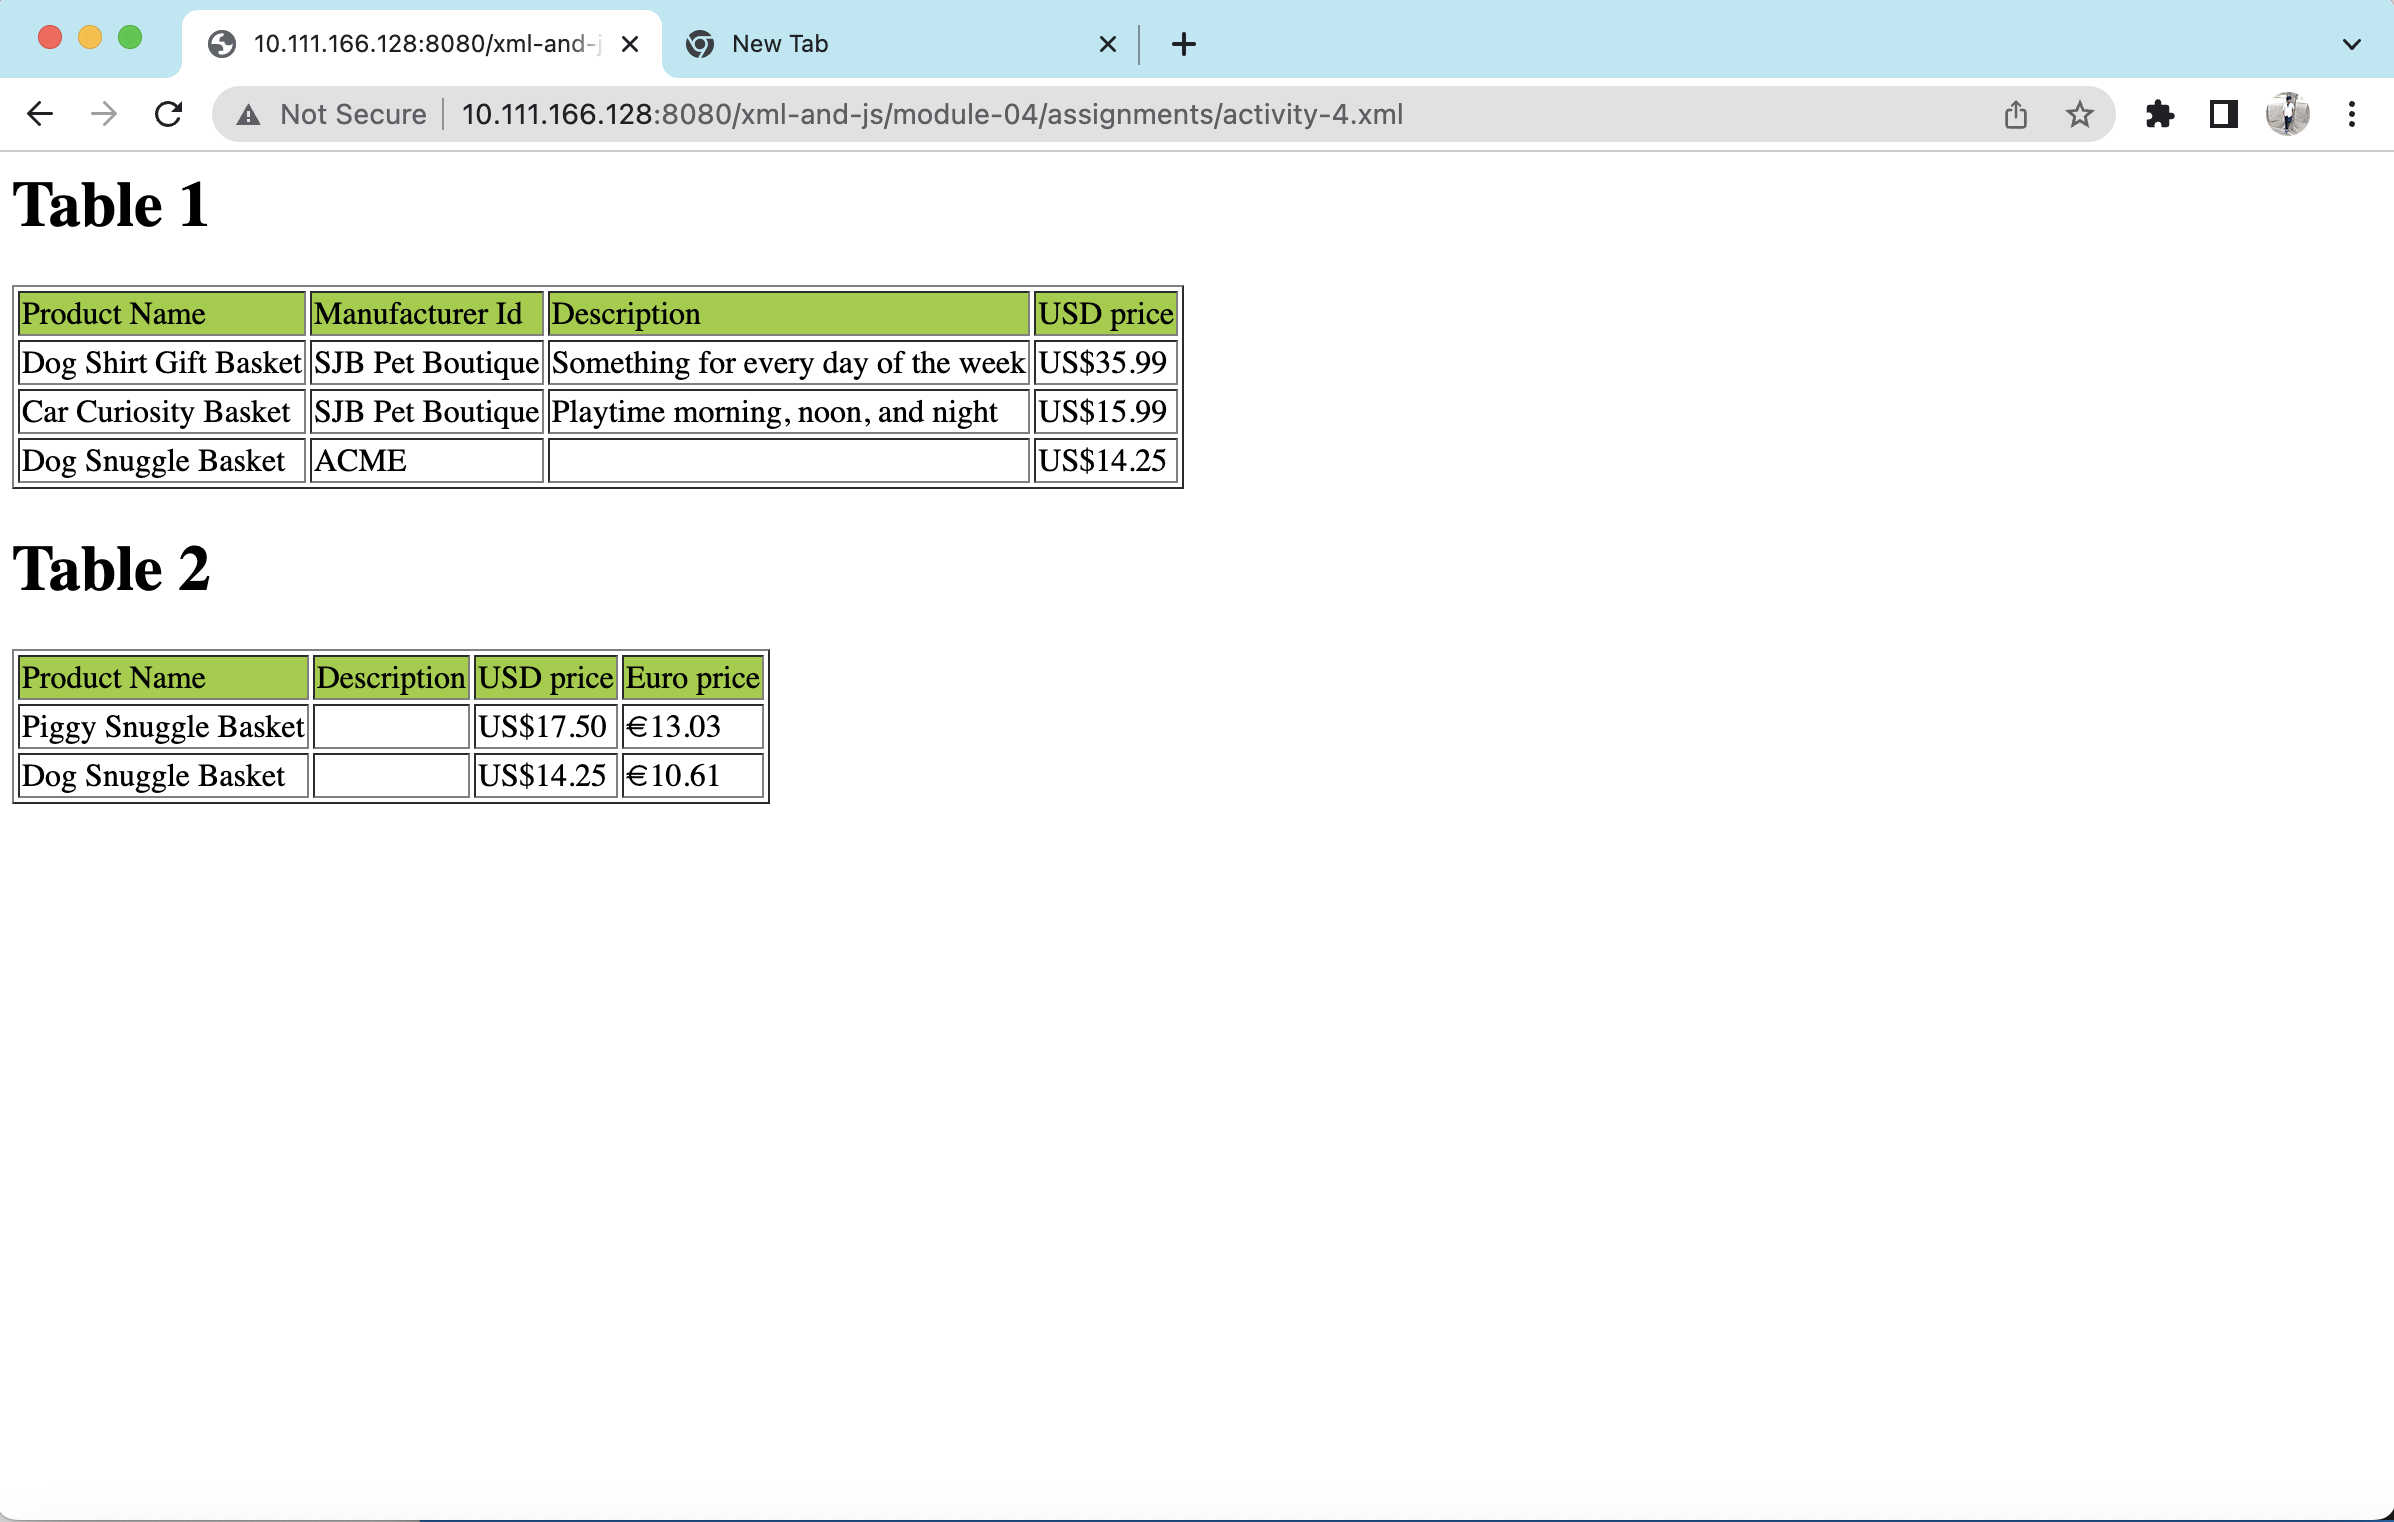 10.111.166.128:8080/xml-and-j
New Tab
Not Secure 10.111.166.128:8080/xml-and-js/module-04/assignments/activity-4.xml
Table 1
Product Name Manufacturer Id Description USD price
Dog Shirt Gift Basket SJB Pet Boutique Something for every day of the week US$35.99
Car Curiosity Basket SJB Pet Boutique Playtime morning, noon, and night US$15.99
Dog Snuggle Basket ACME US$14.25
Table 2
Product Name Description USD price Euro price
Piggy Snuggle Basket US$17.50 €13.03
Dog Snuggle Basket US$14.25 €10.61